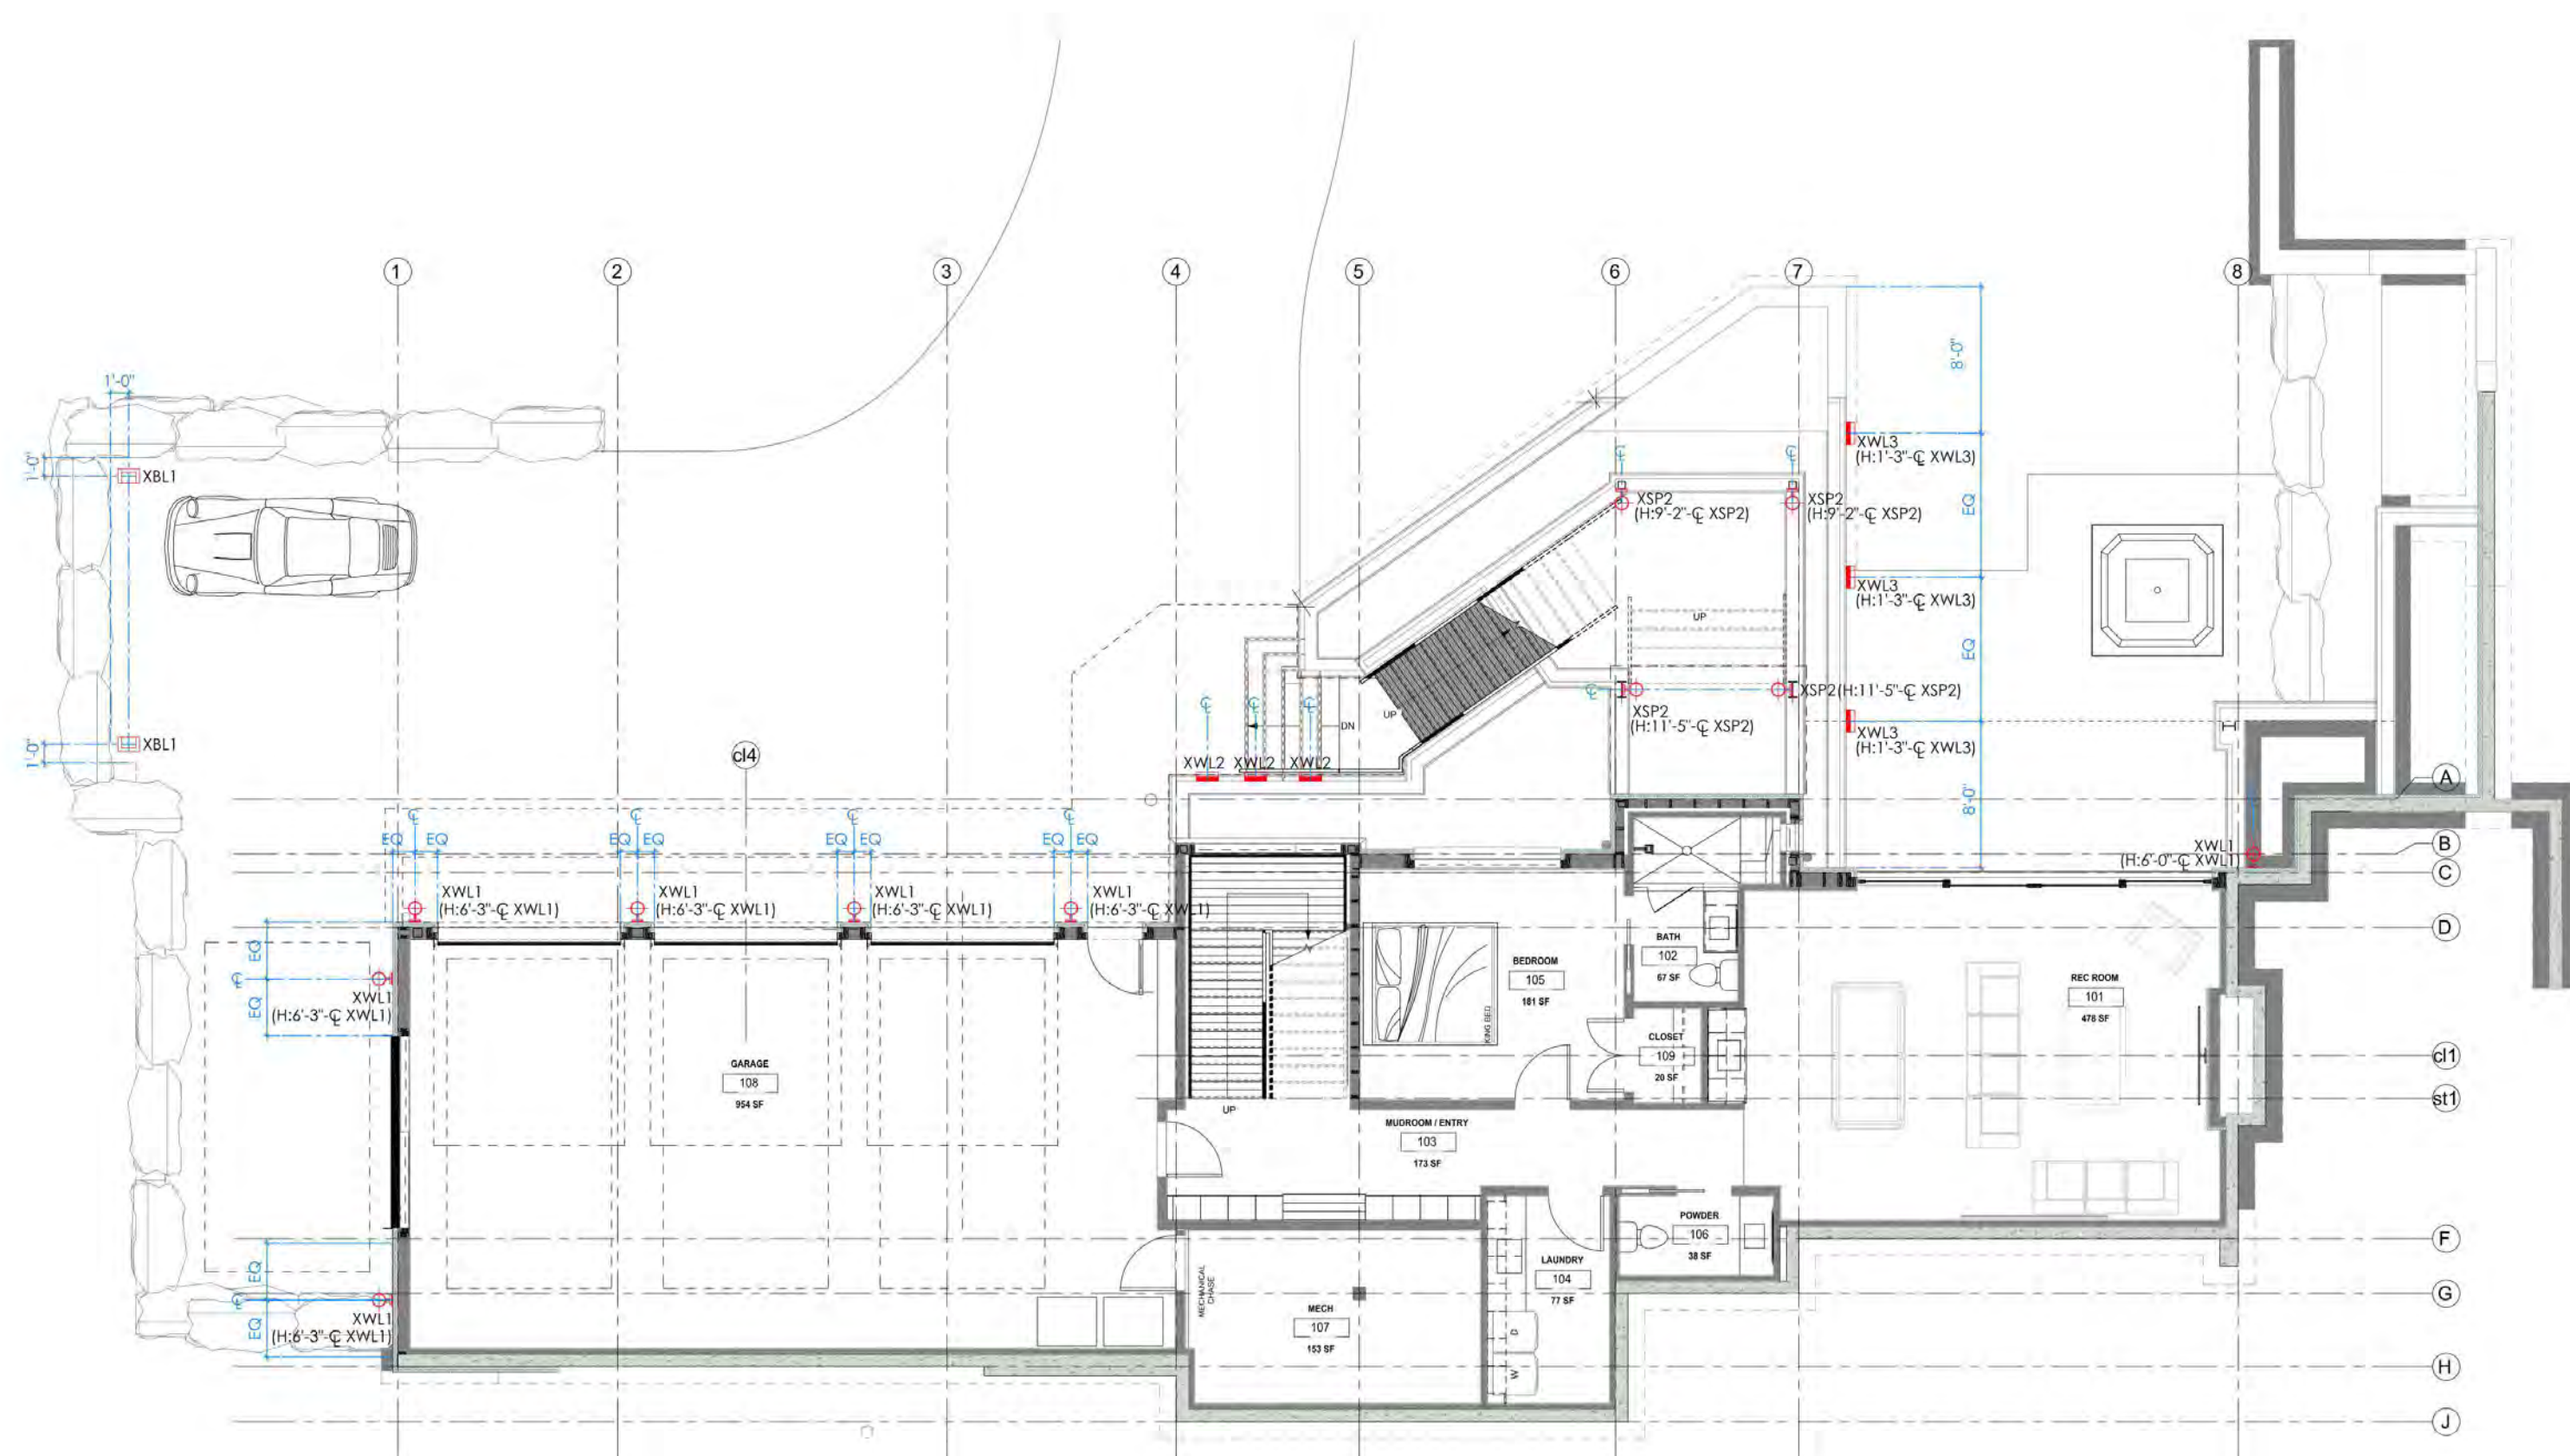 1
2
3
4
5
6
7
8
8'-0"
1'-0"
1'-0"
XBL1
℄
℄
XWL3
(H:1'-3"-℄ XWL3)
EQ
XSP2
(H:9'-2"-℄ XSP2)
XSP2
(H:9'-2"-℄ XSP2)
XWL3
(H:1'-3"-℄ XWL3)
UP
EQ
℄
XSP2(H:11'-5"-℄ XSP2)
XSP2
(H:11'-5"-℄ XSP2)
℄
℄
℄
DN
UP
XWL3
(H:1'-3"-℄ XWL3)
XBL1
1'-0"
cl4
XWL2
XWL2
XWL2
8'-0"
A
℄
℄
℄
℄
EQ
EQ
EQ
EQ
EQ
EQ
EQ
EQ
B
XWL1
(H:6'-0"-℄ XWL1)
C
XWL1
(H:6'-3"-℄ XWL1)
XWL1
(H:6'-3"-℄ XWL1)
XWL1
(H:6'-3"-℄ XWL1)
XWL1
(H:6'-3"-℄ XWL1)
D
EQ
℄
EQ
XWL1
(H:6'-3"-℄ XWL1)
BATH
102
67 SF
BEDROOM
105
181 SF
KING BED
REC ROOM
101
478 SF
CLOSET
109
20 SF
cl1
GARAGE
108
954 SF
st1
UP
MUDROOM / ENTRY
103
173 SF
POWDER
106
38 SF
F
EQ
℄
EQ
XWL1
(H:6'-3"-℄ XWL1)
MECHANICAL
CHASE
LAUNDRY
104
77 SF
G
MECH
107
153 SF
D
W
H
J